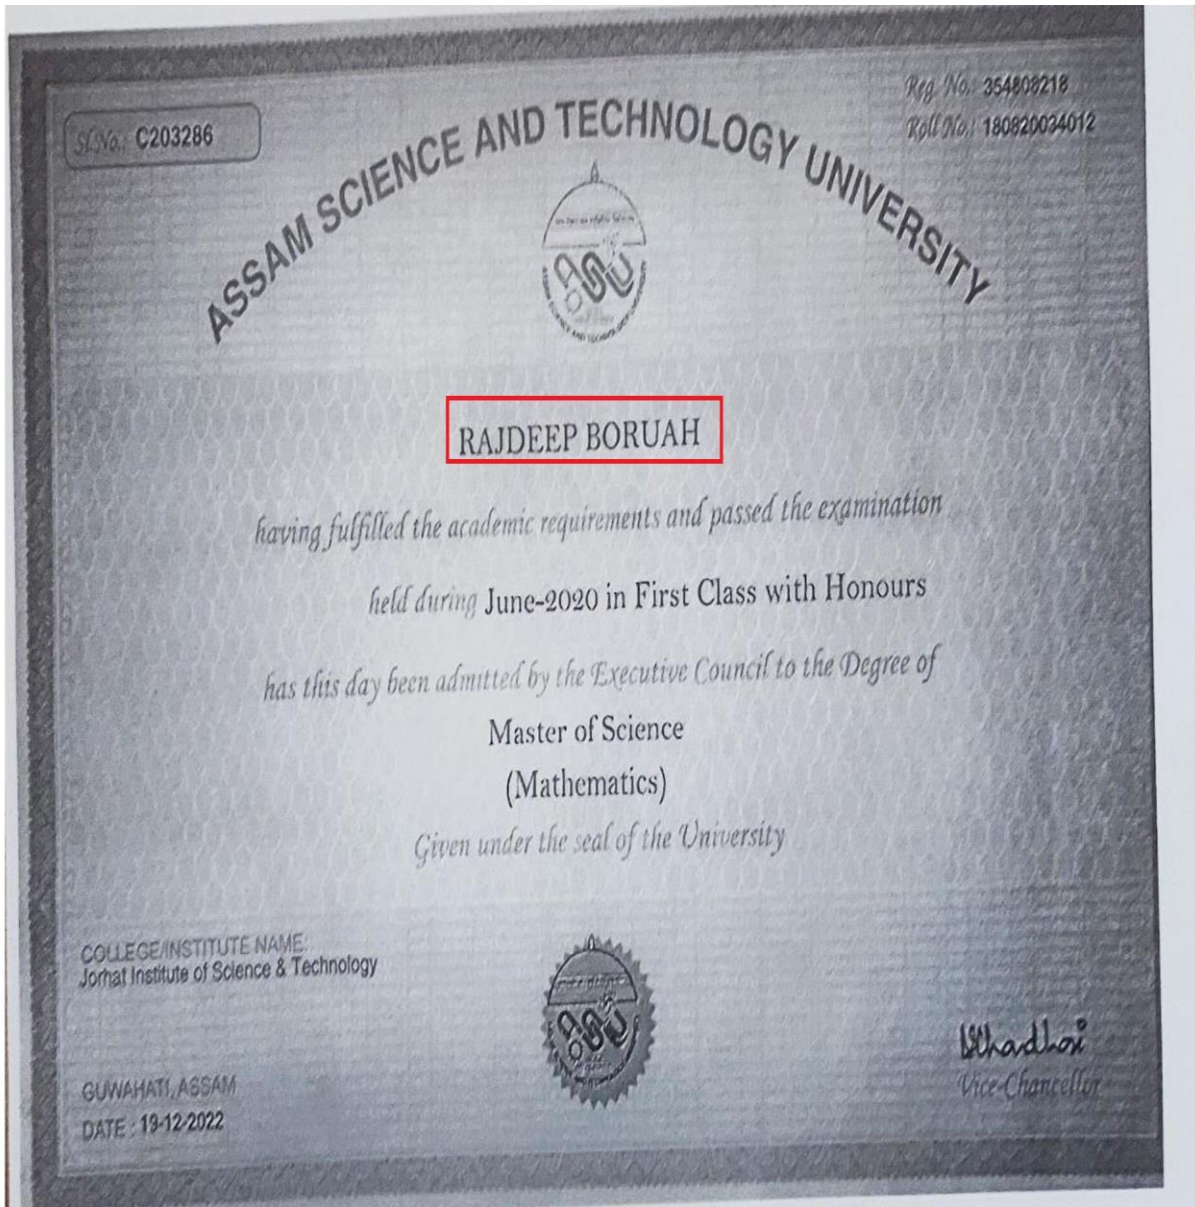 Sl.No.: C203286
Reg. No.: 354808218
Roll No.: 180820034012
ASSAM SCIENCE AND TECHNOLOGY UNIVERSITY
RAJDEEP BORUAH
having fulfilled the academic requirements and passed the examination
held during June-2020 in First Class with Honours
has this day been admitted by the Executive Council to the Degree of
Master of Science
(Mathematics)
Given under the seal of the University
COLLEGE/INSTITUTE NAME:
Jorhat Institute of Science & Technology
GUWAHATI, ASSAM
DATE : 19-12-2022
Vice-Chancellor